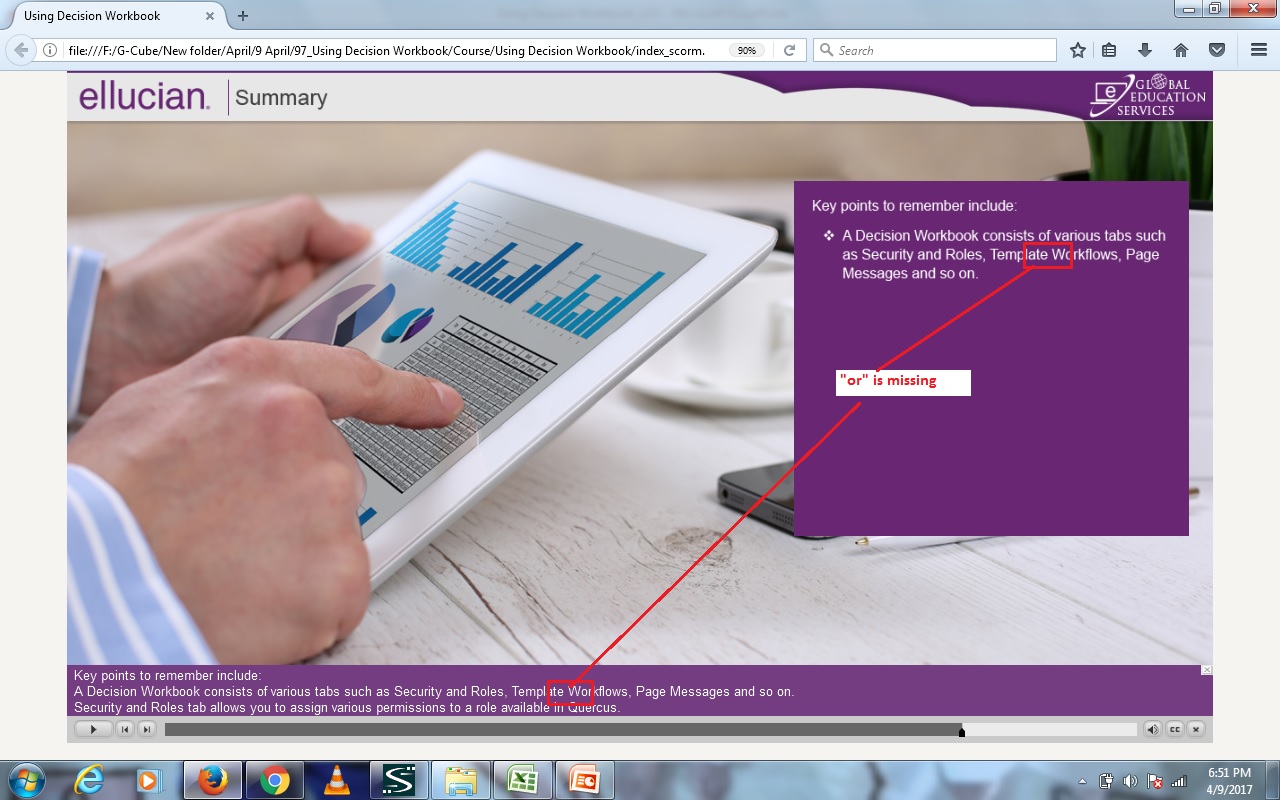 Using Decision Workbook
file:///F:/G-Cube/New folder/April/9 April/97_Using Decision Workbook/Course/Using Decision Workbook/index_scorm.
90%
Search
ellucian.
Summary
e
GLOBAL
EDUCATION
SERVICES
Key points to remember include:
❖ A Decision Workbook consists of various tabs such
as Security and Roles, Template Workflows, Page
Messages and so on.
"or" is missing
Key points to remember include:
A Decision Workbook consists of various tabs such as Security and Roles, Template Workflows, Page Messages and so on.
Security and Roles tab allows you to assign various permissions to a role available in Quercus.
CC
6:51 PM
4/9/2017